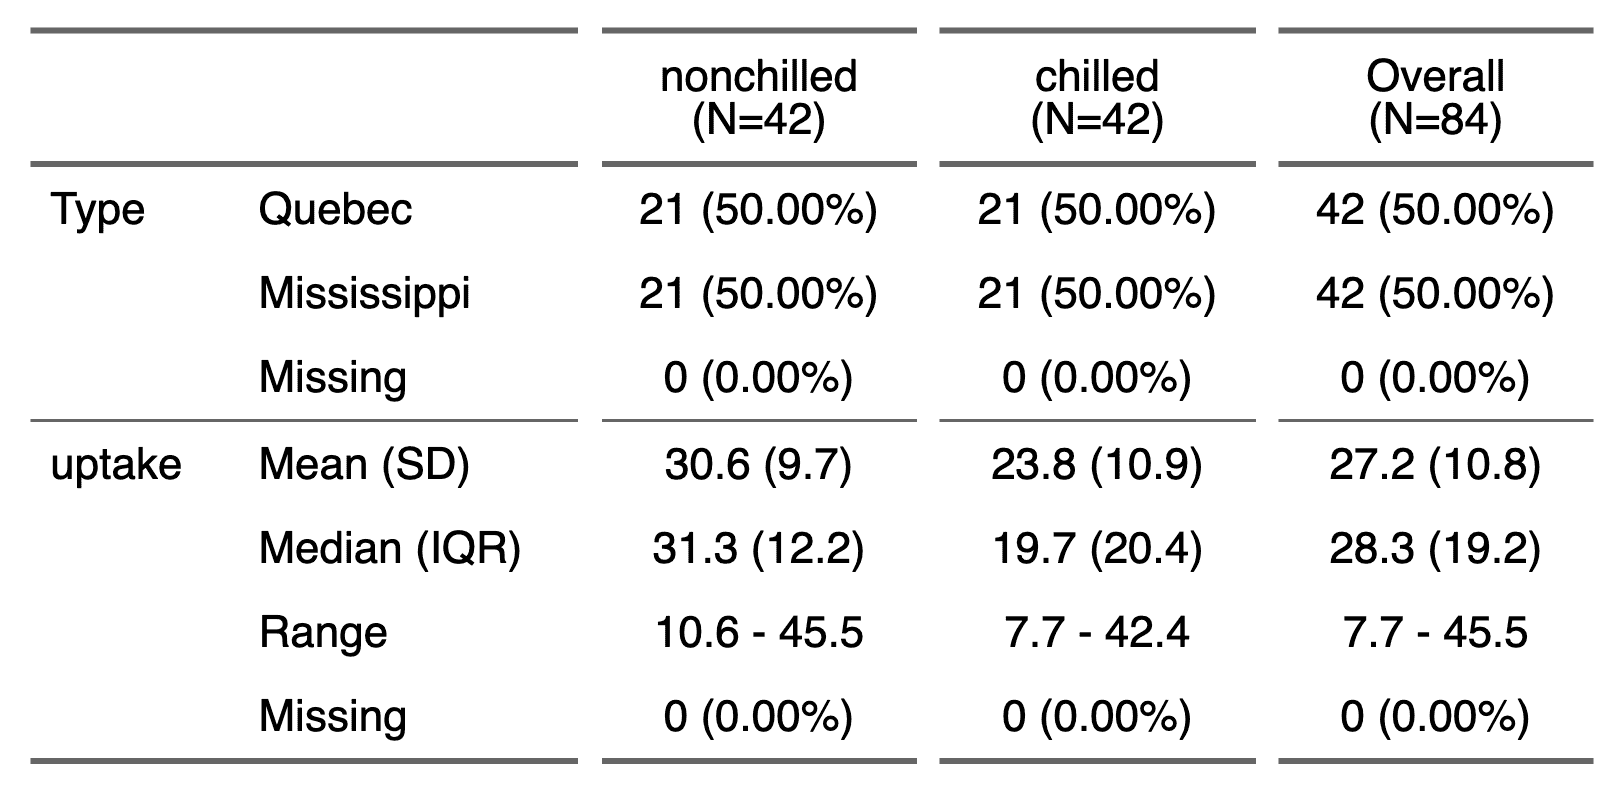 nonchilled chilled Overall
(N=42) (N=42) (N=84)
Type Quebec 21 (50.00%) 21 (50.00%) 42 (50.00%)
Mississippi 21 (50.00%) 21 (50.00%) 42 (50.00%)
Missing 0 (0.00%) 0 (0.00%) 0 (0.00%)
uptake Mean (SD) 30.6 (9.7) 23.8 (10.9) 27.2 (10.8)
Median (IQR) 31.3 (12.2) 19.7 (20.4) 28.3 (19.2)
Range 10.6 - 45.5 7.7 - 42.4 7.7 - 45.5
Missing 0 (0.00%) 0 (0.00%) 0 (0.00%)